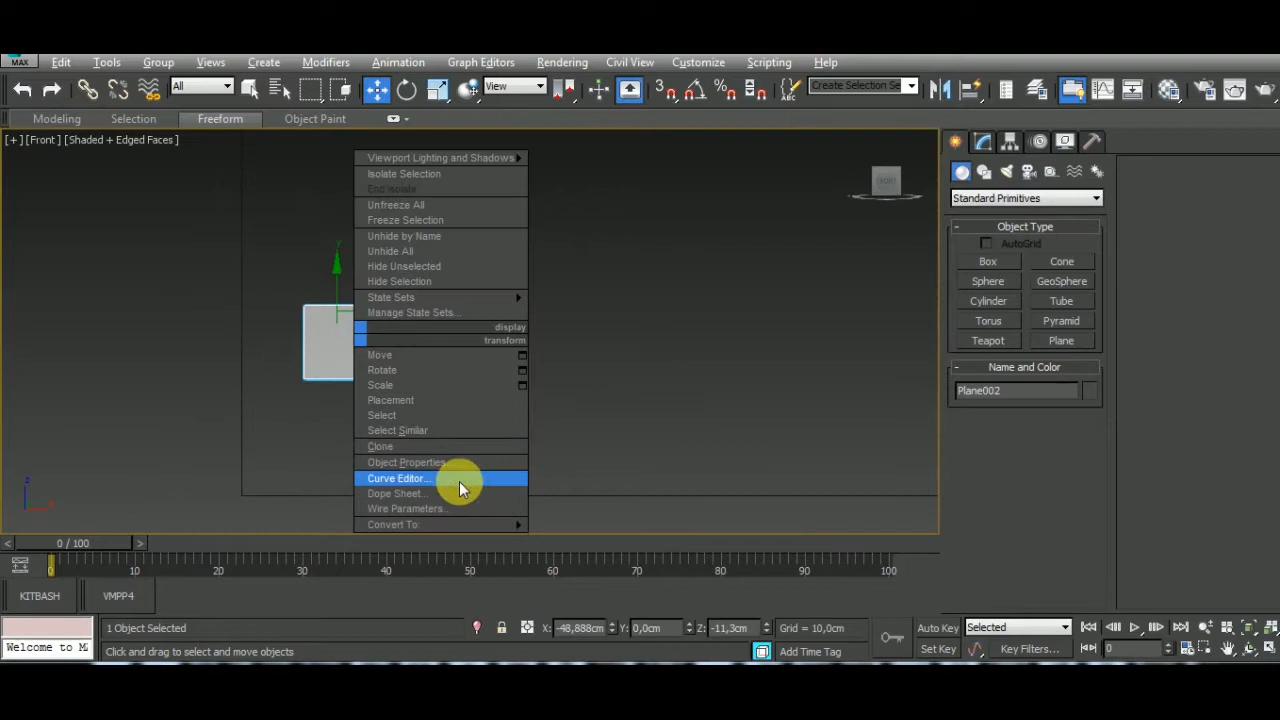 MAX
Edit Tools Group Views Create Modifiers Animation Graph Editors Rendering Civil View Customize Scripting Help
All View 3 ABC Create Selection Se
Modeling Selection Freeform Object Paint
[+] [Front] [Shaded + Edged Faces]
FRONT
Viewport Lighting and Shadows
Isolate Selection
End Isolate
Unfreeze All
Freeze Selection
Unhide by Name
Unhide All
Hide Unselected
Hide Selection
State Sets
Manage State Sets...
display
transform
Move
Rotate
Scale
Placement
Select
Select Similar
Clone
Object Properties...
Curve Editor...
Dope Sheet...
Wire Parameters...
Convert To:
y
z
x
Standard Primitives
- Object Type
AutoGrid
Box Cone
Sphere GeoSphere
Cylinder Tube
Torus Pyramid
Teapot Plane
- Name and Color
Plane002
< 0 / 100 >
0 10 20 30 40 50 60 70 80 90 100
KITBASH VMPP4
1 Object Selected X: -48,888cm Y: 0,0cm Z: -11,3cm Grid = 10,0cm Auto Key Selected
Welcome to M Click and drag to select and move objects Add Time Tag Set Key Key Filters... 0